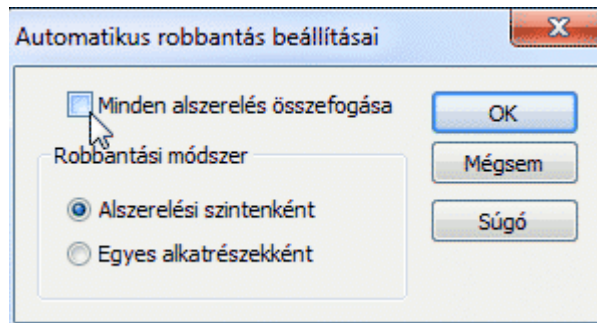 Automatikus robbantás beállításai
Minden alszerelés összefogása
OK
Robbantási módszer
Mégsem
Alszerelési szintenként
Súgó
Egyes alkatrészekként